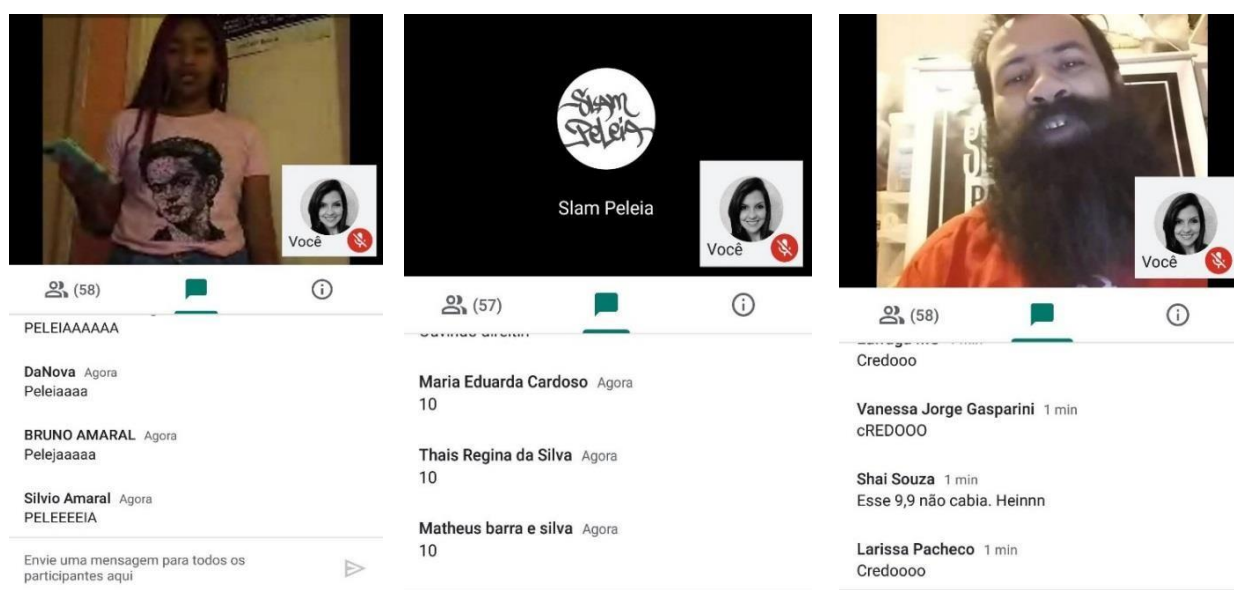 Você
(58)
PELEIAAAAAA
DaNova Agora
Peleiaaaa
BRUNO AMARAL Agora
Pelejaaaaa
Silvio Amaral Agora
PELEEEEIA
Envie uma mensagem para todos os
participantes aqui
SLAM
PELEIA
Slam Peleia
Você
(57)
Maria Eduarda Cardoso Agora
10
Thais Regina da Silva Agora
10
Matheus barra e silva Agora
10
Você
(58)
Credooo
Vanessa Jorge Gasparini 1 min
cREDOOO
Shai Souza 1 min
Esse 9,9 não cabia. Heinnn
Larissa Pacheco 1 min
Credoooo